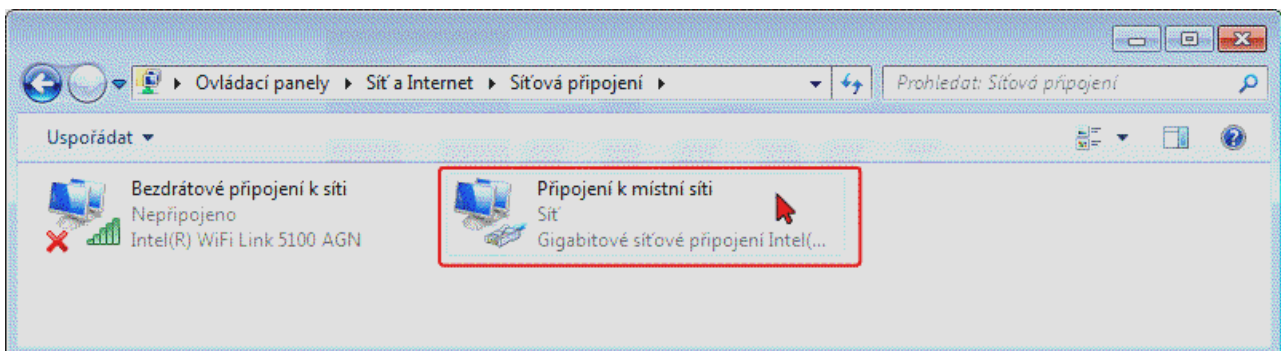 Ovládací panely Síť a Internet Síťová připojení Prohledat: Síťová připojení
Uspořádat
Bezdrátové připojení k síti
Nepřipojeno
Intel(R) WiFi Link 5100 AGN
Připojení k místní síti
Síť
Gigabitové síťové připojení Intel(...